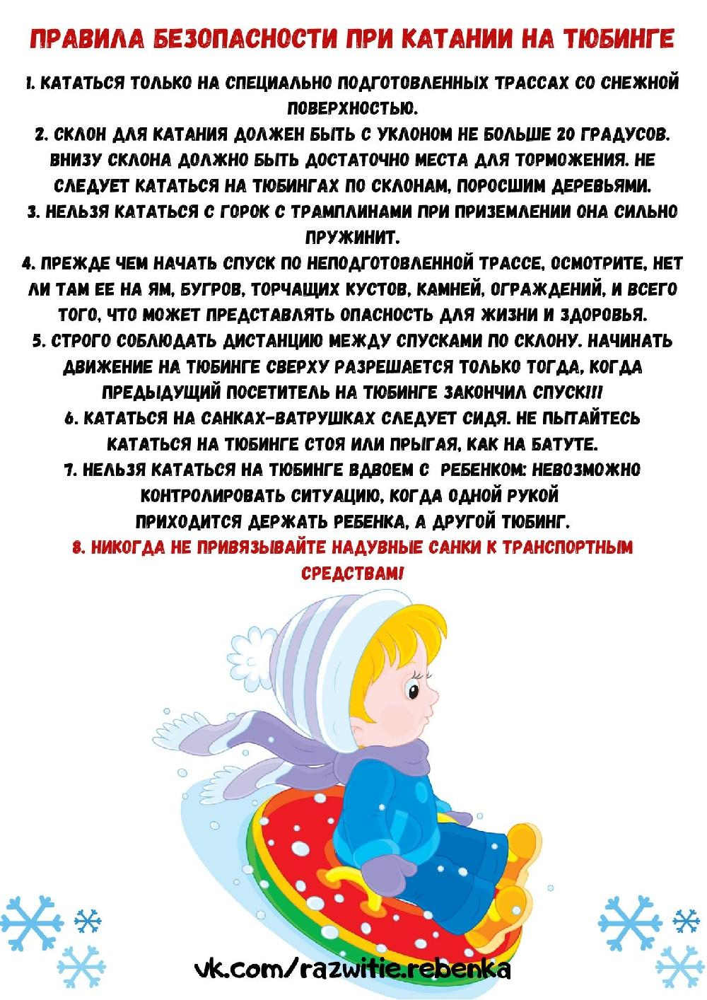 ПРАВИЛА БЕЗОПАСНОСТИ ПРИ КАТАНИИ НА ТЮБИНГЕ
1. КАТАТЬСЯ ТОЛЬКО НА СПЕЦИАЛЬНО ПОДГОТОВЛЕННЫХ ТРАССАХ СО СНЕЖНОЙ
ПОВЕРХНОСТЬЮ.
2. СКЛОН ДЛЯ КАТАНИЯ ДОЛЖЕН БЫТЬ С УКЛОНОМ НЕ БОЛЬШЕ 20 ГРАДУСОВ.
ВНИЗУ СКЛОНА ДОЛЖНО БЫТЬ ДОСТАТОЧНО МЕСТА ДЛЯ ТОРМОЖЕНИЯ. НЕ
СЛЕДУЕТ КАТАТЬСЯ НА ТЮБИНГАХ ПО СКЛОНАМ, ПОРОСШИМ ДЕРЕВЬЯМИ.
3. НЕЛЬЗЯ КАТАТЬСЯ С ГОРОК С ТРАМПЛИНАМИ ПРИ ПРИЗЕМЛЕНИИ ОНА СИЛЬНО
ПРУЖИНИТ.
4. ПРЕЖДЕ ЧЕМ НАЧАТЬ СПУСК ПО НЕПОДГОТОВЛЕННОЙ ТРАССЕ, ОСМОТРИТЕ, НЕТ
ЛИ ТАМ ЕЕ НА ЯМ, БУГРОВ, ТОРЧАЩИХ КУСТОВ, КАМНЕЙ, ОГРАЖДЕНИЙ, И ВСЕГО
ТОГО, ЧТО МОЖЕТ ПРЕДСТАВЛЯТЬ ОПАСНОСТЬ ДЛЯ ЖИЗНИ И ЗДОРОВЬЯ.
5. СТРОГО СОБЛЮДАТЬ ДИСТАНЦИЮ МЕЖДУ СПУСКАМИ ПО СКЛОНУ. НАЧИНАТЬ
ДВИЖЕНИЕ НА ТЮБИНГЕ СВЕРХУ РАЗРЕШАЕТСЯ ТОЛЬКО ТОГДА, КОГДА
ПРЕДЫДУЩИЙ ПОСЕТИТЕЛЬ НА ТЮБИНГЕ ЗАКОНЧИЛ СПУСК!!!
6. КАТАТЬСЯ НА САНКАХ-ВАТРУШКАХ СЛЕДУЕТ СИДЯ. НЕ ПЫТАЙТЕСЬ
КАТАТЬСЯ НА ТЮБИНГЕ СТОЯ ИЛИ ПРЫГАЯ, КАК НА БАТУТЕ.
7. НЕЛЬЗЯ КАТАТЬСЯ НА ТЮБИНГЕ ВДВОЕМ С РЕБЕНКОМ: НЕВОЗМОЖНО
КОНТРОЛИРОВАТЬ СИТУАЦИЮ, КОГДА ОДНОЙ РУКОЙ
ПРИХОДИТСЯ ДЕРЖАТЬ РЕБЕНКА, А ДРУГОЙ ТЮБИНГ.
8. НИКОГДА НЕ ПРИВЯЗЫВАЙТЕ НАДУВНЫЕ САНКИ К ТРАНСПОРТНЫМ
СРЕДСТВАМ!
vk.com/razwitie.rebenka